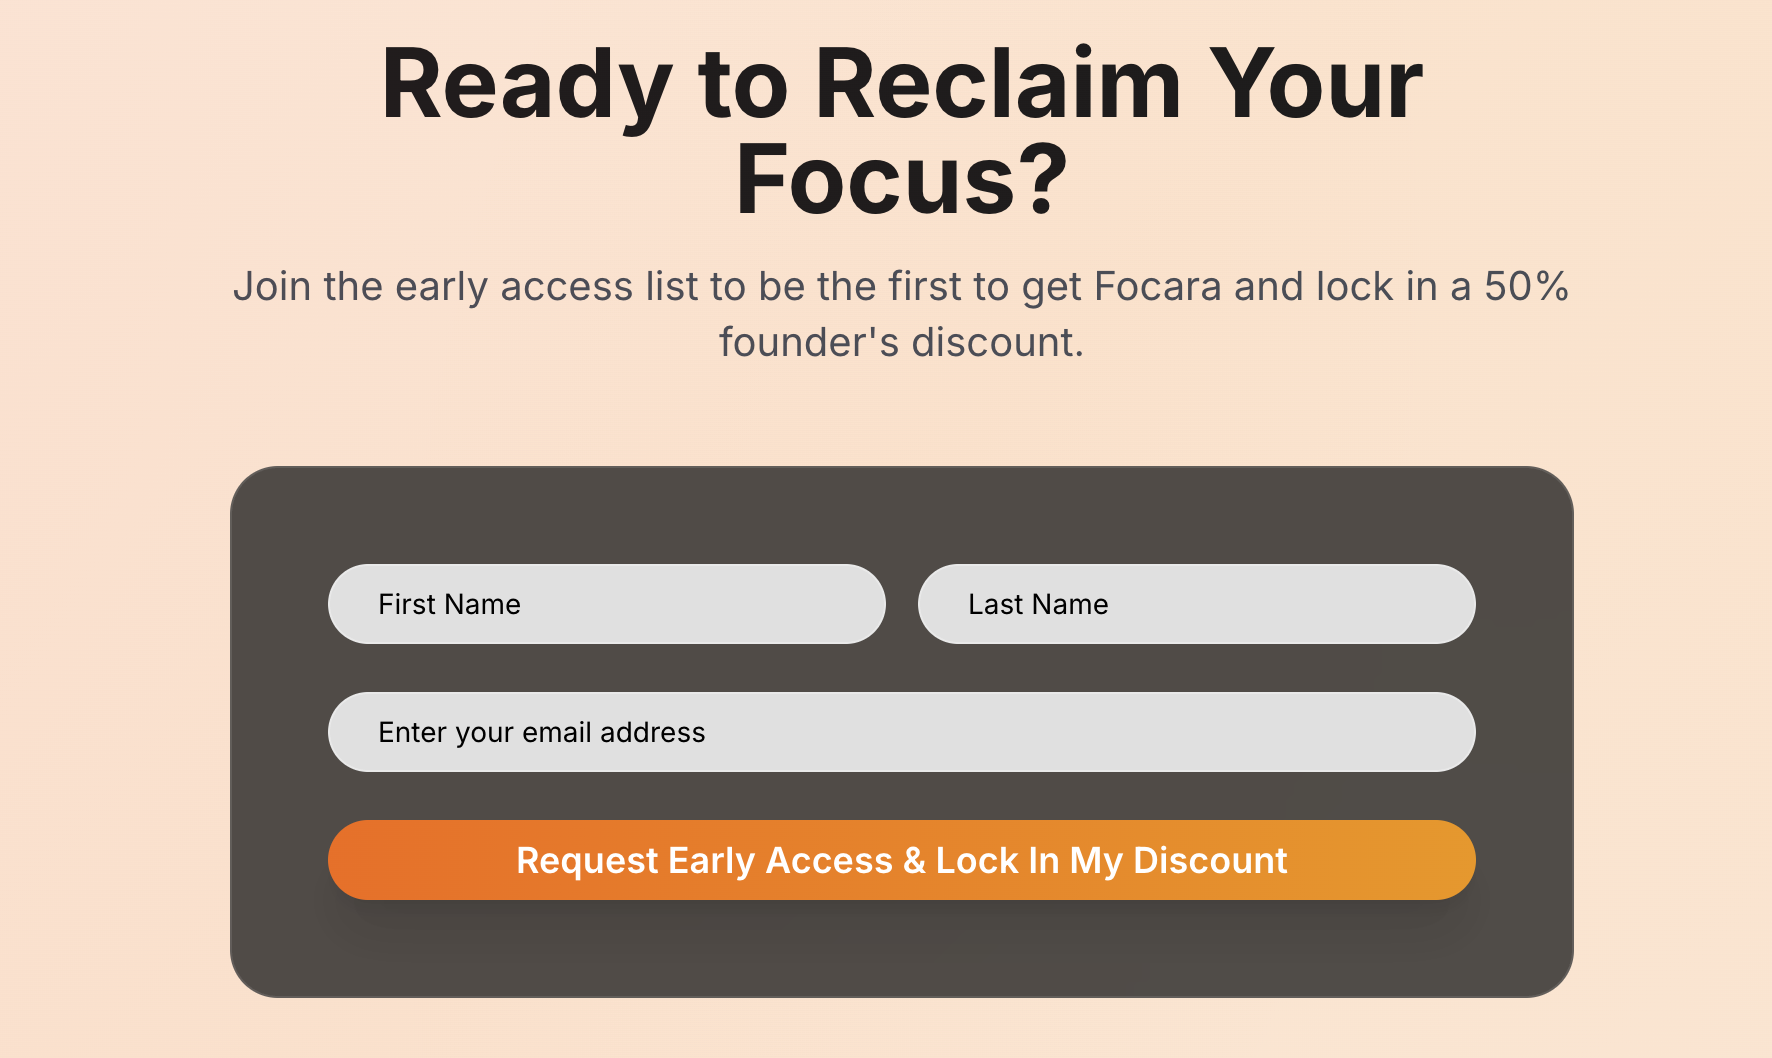 Ready to Reclaim Your
Focus?
Join the early access list to be the first to get Focara and lock in a 50%
founder's discount.
First Name
Last Name
Enter your email address
Request Early Access & Lock In My Discount